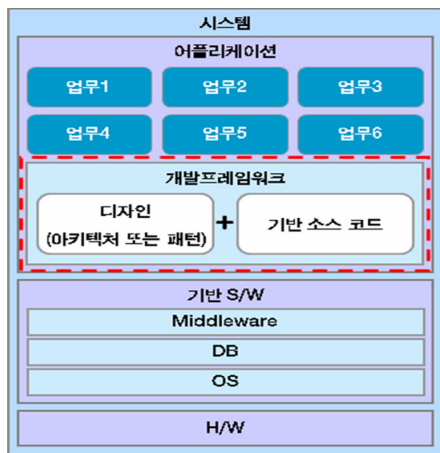 시스템
어플리케이션
업무1 업무2 업무3
업무4 업무5 업무6
개발프레임워크
디자인
(아키텍처 또는 패턴)
+
기반 소스 코드
기반 S/W
Middleware
DB
OS
H/W